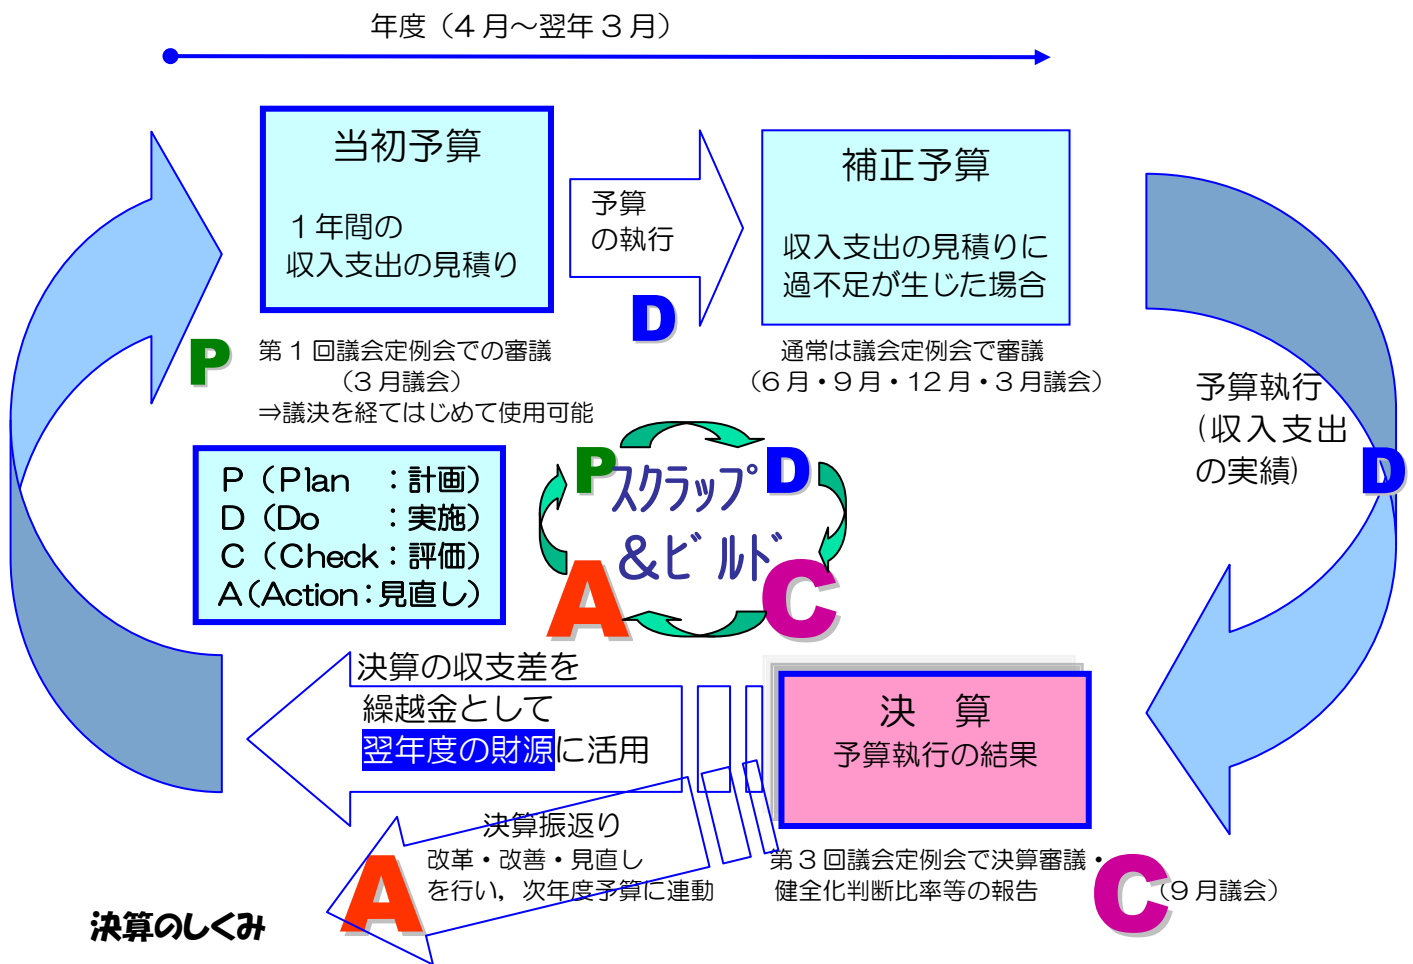 年度（４月～翌年３月）
当初予算
１年間の
収入支出の見積り
予算
の執行
D
補正予算
収入支出の見積りに
過不足が生じた場合
P
第１回議会定例会での審議
（３月議会）
⇒議決を経てはじめて使用可能
通常は議会定例会で審議
（６月・９月・１２月・３月議会）
予算執行
(収入支出
の実績)
D
P（Plan　：計画）
D（Do　　：実施）
C（Check：評価）
A（Action：見直し）
P
D
スクラップ
＆ビルド
A
C
決算の収支差を
繰越金として
翌年度の財源に活用
決　算
予算執行の結果
決算振返り
改革・改善・見直し
を行い，次年度予算に連動
A
第３回議会定例会で決算審議・
健全化判断比率等の報告
C
（９月議会）
決算のしくみ